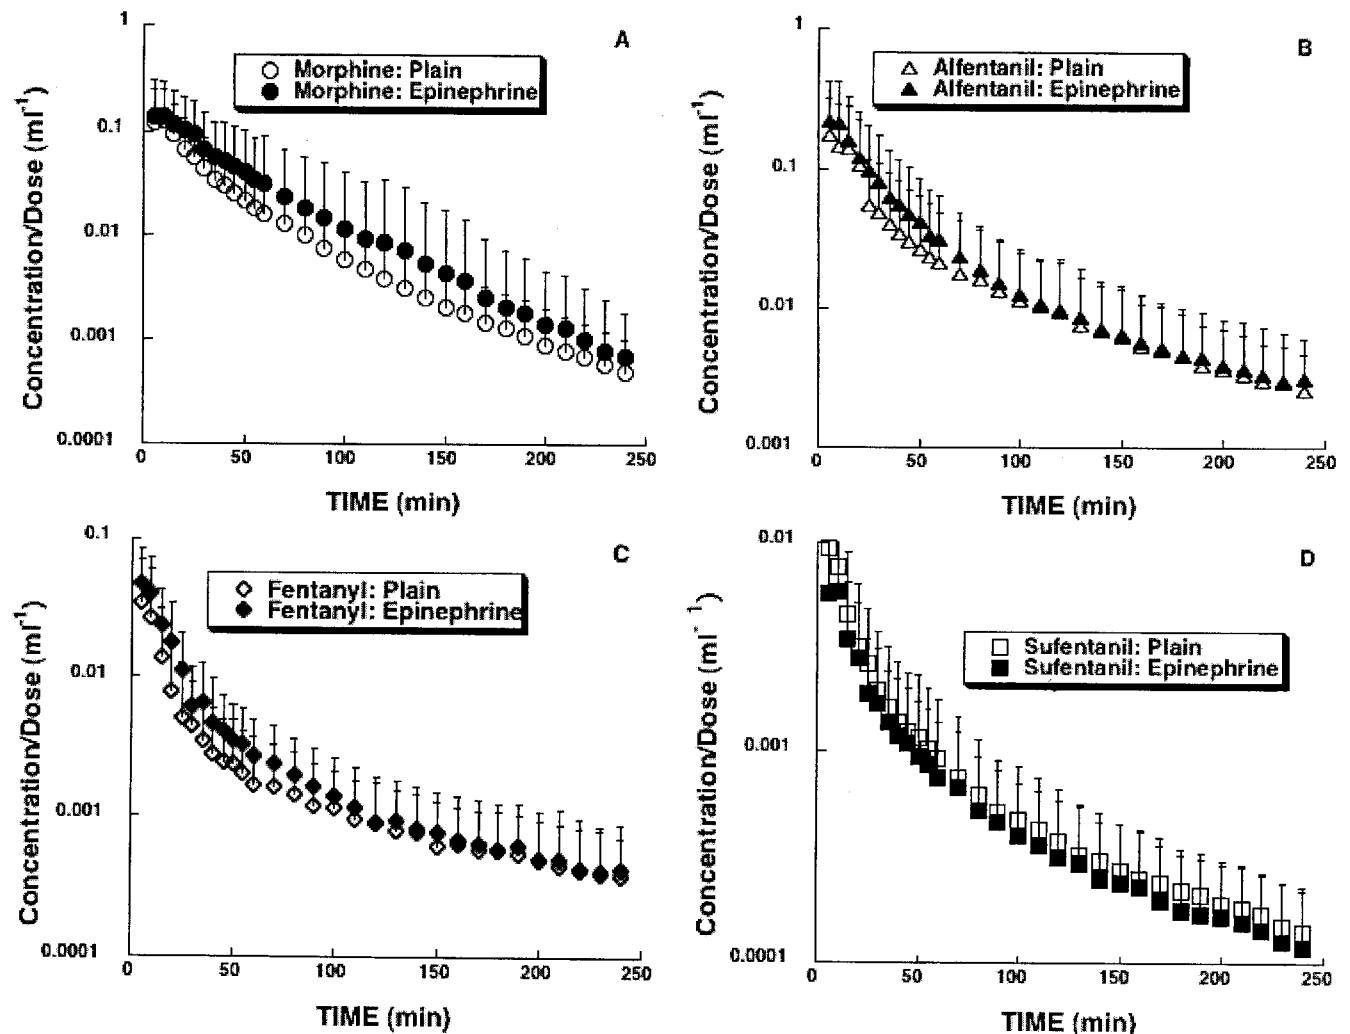 A
1
Morphine: Plain
Morphine: Epinephrine
0.1
0.01
0.001
0.0001
Concentration/Dose (ml-1)
0 50 100 150 200 250
TIME (min)
B
1
Alfentanil: Plain
Alfentanil: Epinephrine
0.1
0.01
0.001
Concentration/Dose (ml-1)
0 50 100 150 200 250
TIME (min)
C
0.1
Fentanyl: Plain
Fentanyl: Epinephrine
0.01
0.001
0.0001
Concentration/Dose (ml-1)
0 50 100 150 200 250
TIME (min)
D
0.01
Sufentanil: Plain
Sufentanil: Epinephrine
0.001
0.0001
Concentration/Dose (ml-1)
0 50 100 150 200 250
TIME (min)